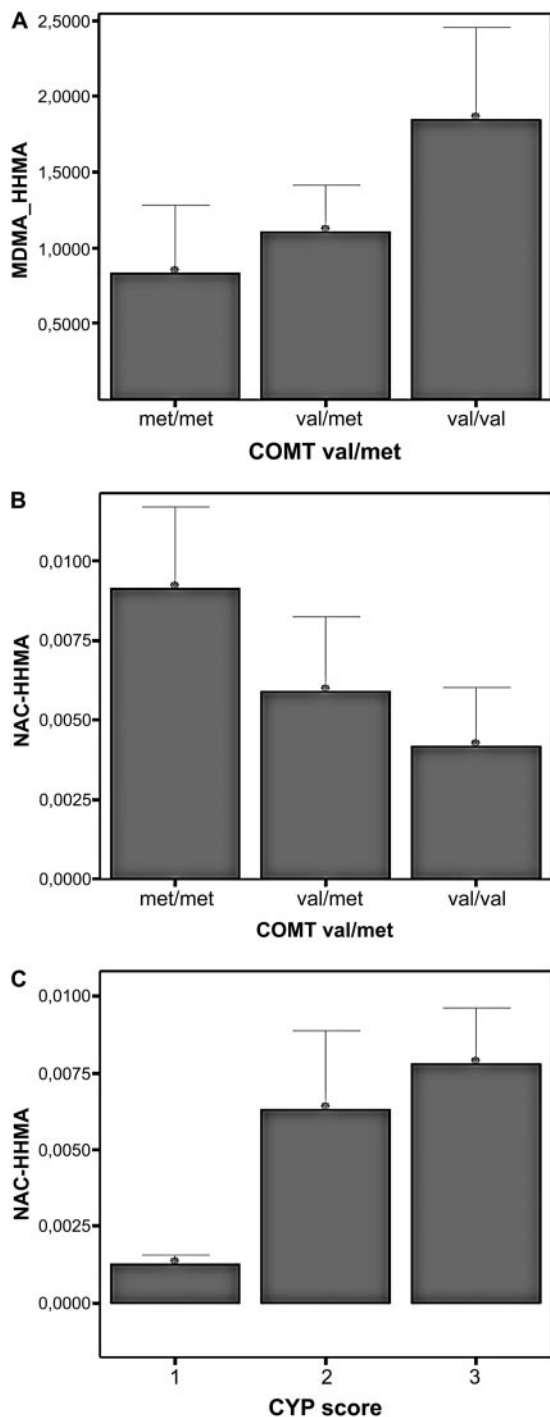 A
MDMA_HHMA
2,5000
2,0000
1,5000
1,0000
0,5000
met/met val/met val/val
COMT val/met
B
NAC-HHMA
0,0100
0,0075
0,0050
0,0025
0,0000
met/met val/met val/val
COMT val/met
C
NAC-HHMA
0,0100
0,0075
0,0050
0,0025
0,0000
1 2 3
CYP score